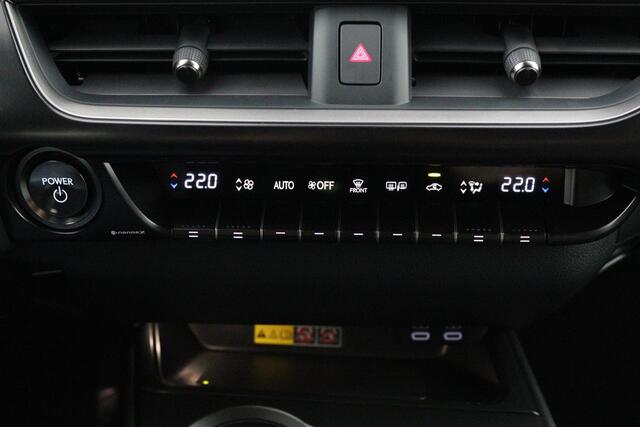 POWER
22.0 AUTO OFF FRONT 22.0
nanoeX